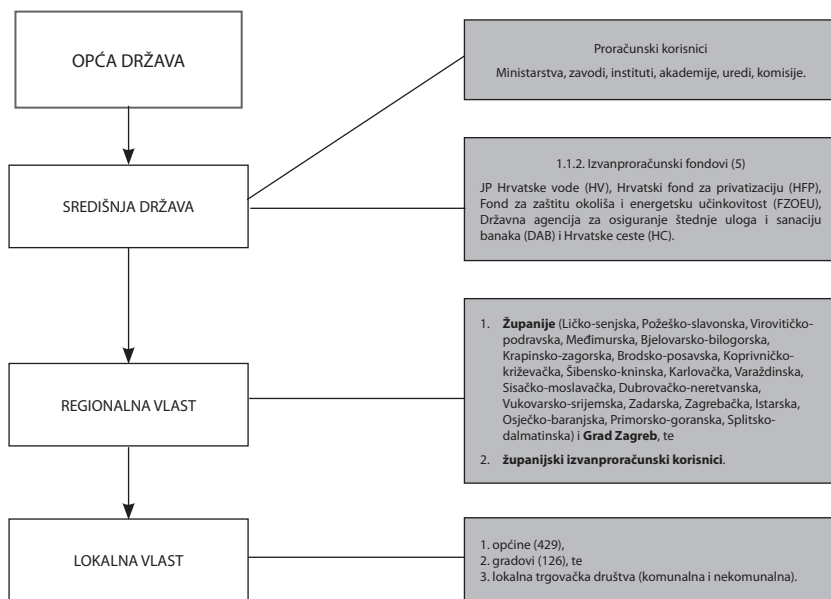 OPĆA DRŽAVA
Proračunski korisnici
Ministarstva, zavodi, instituti, akademije, uredi, komisije.
SREDIŠNJA DRŽAVA
1.1.2. Izvanproračunski fondovi (5)
JP Hrvatske vode (HV), Hrvatski fond za privatizaciju (HFP),
Fond za zaštitu okoliša i energetsku učinkovitost (FZOEU),
Državna agencija za osiguranje štednje uloga i sanaciju
banaka (DAB) i Hrvatske ceste (HC).
REGIONALNA VLAST
1. Županije (Ličko-senjska, Požeško-slavonska, Virovitičko-
podravska, Međimurska, Bjelovarsko-bilogorska,
Krapinsko-zagorska, Brodsko-posavska, Koprivničko-
križevačka, Šibensko-kninska, Karlovačka, Varaždinska,
Sisačko-moslavačka, Dubrovačko-neretvanska,
Vukovarsko-srijemska, Zadarska, Zagrebačka, Istarska,
Osječko-baranjska, Primorsko-goranska, Splitsko-
dalmatinska) i Grad Zagreb, te
2. županijski izvanproračunski korisnici.
LOKALNA VLAST
1. općine (429),
2. gradovi (126), te
3. lokalna trgovačka društva (komunalna i nekomunalna).